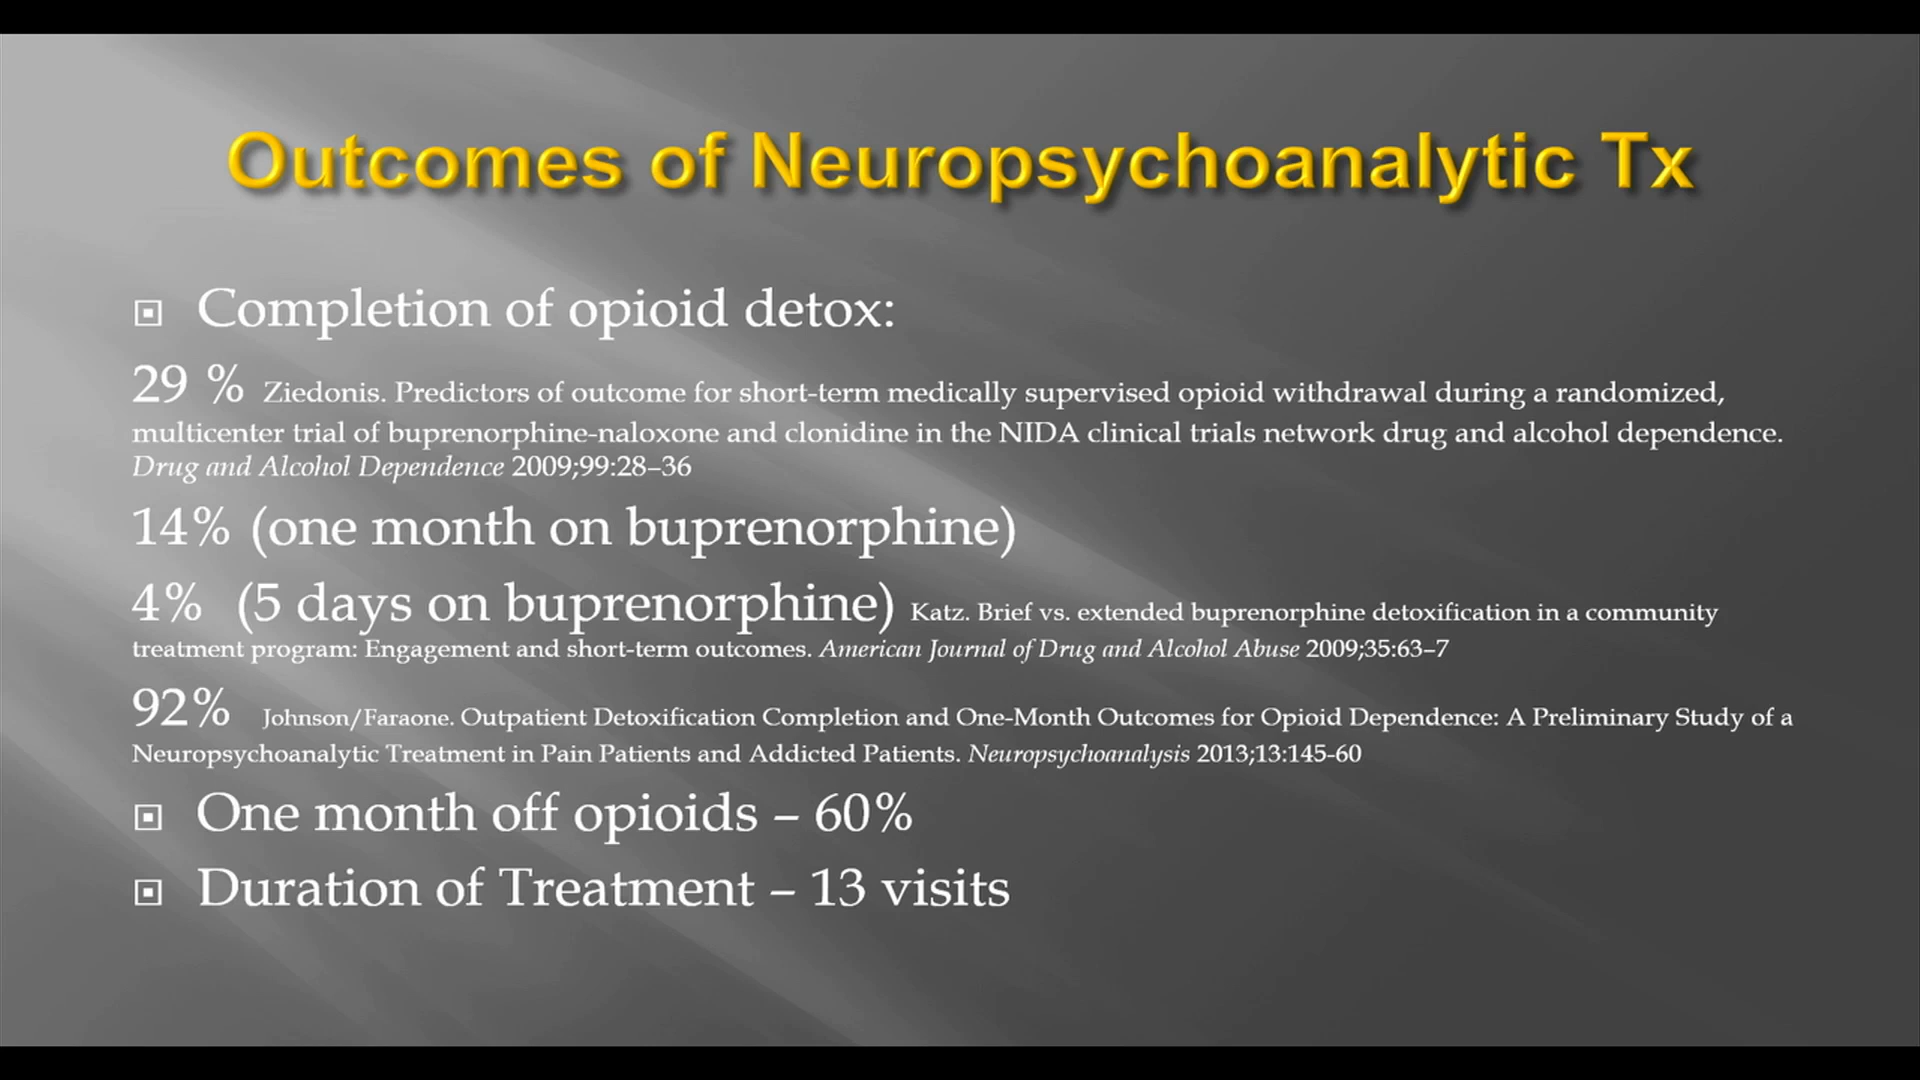 Outcomes of Neuropsychoanalytic Tx
Completion of opioid detox:
29 % Ziedonis. Predictors of outcome for short-term medically supervised opioid withdrawal during a randomized,
multicenter trial of buprenorphine-naloxone and clonidine in the NIDA clinical trials network drug and alcohol dependence.
Drug and Alcohol Dependence 2009;99:28–36
14% (one month on buprenorphine)
4% (5 days on buprenorphine) Katz. Brief vs. extended buprenorphine detoxification in a community
treatment program: Engagement and short-term outcomes. American Journal of Drug and Alcohol Abuse 2009;35:63–7
92% Johnson/Faraone. Outpatient Detoxification Completion and One-Month Outcomes for Opioid Dependence: A Preliminary Study of a
Neuropsychoanalytic Treatment in Pain Patients and Addicted Patients. Neuropsychoanalysis 2013;13:145-60
One month off opioids – 60%
Duration of Treatment – 13 visits